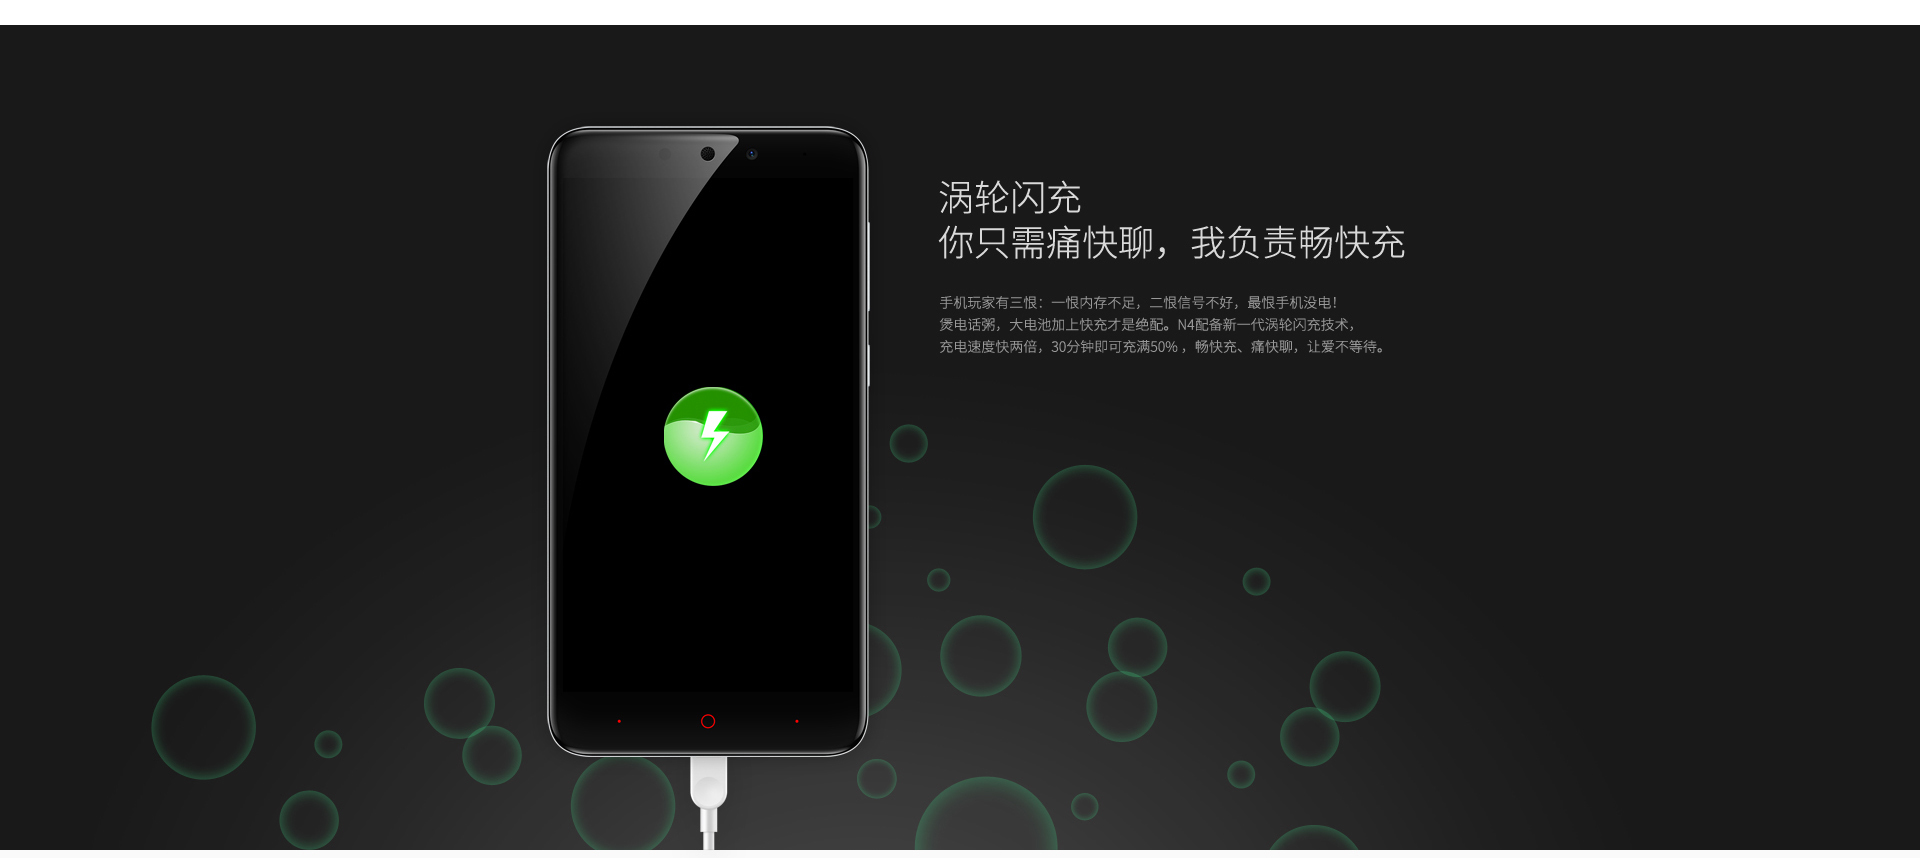 涡轮闪充
你只需痛快聊，我负责畅快充
手机玩家有三恨：一恨内存不足，二恨信号不好，最恨手机没电！
煲电话粥，大电池加上快充才是绝配。N4配备新一代涡轮闪充技术，
充电速度快两倍，30分钟即可充满50% ，畅快充、痛快聊，让爱不等待。